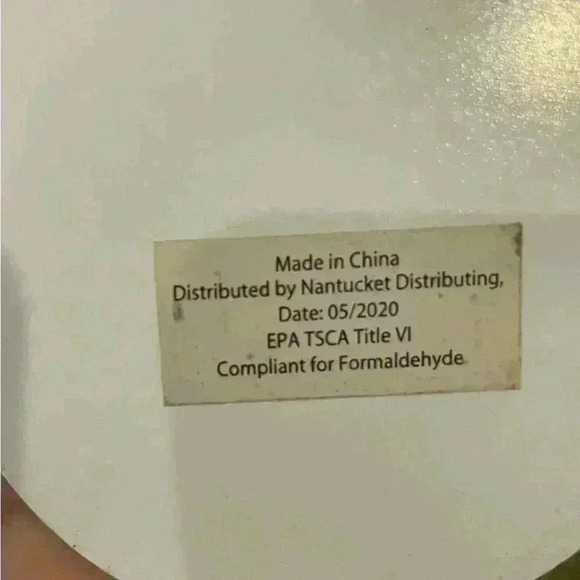 Made in China
Distributed by Nantucket Distributing,
Date: 05/2020
EPA TSCA Title VI
Compliant for Formaldehyde